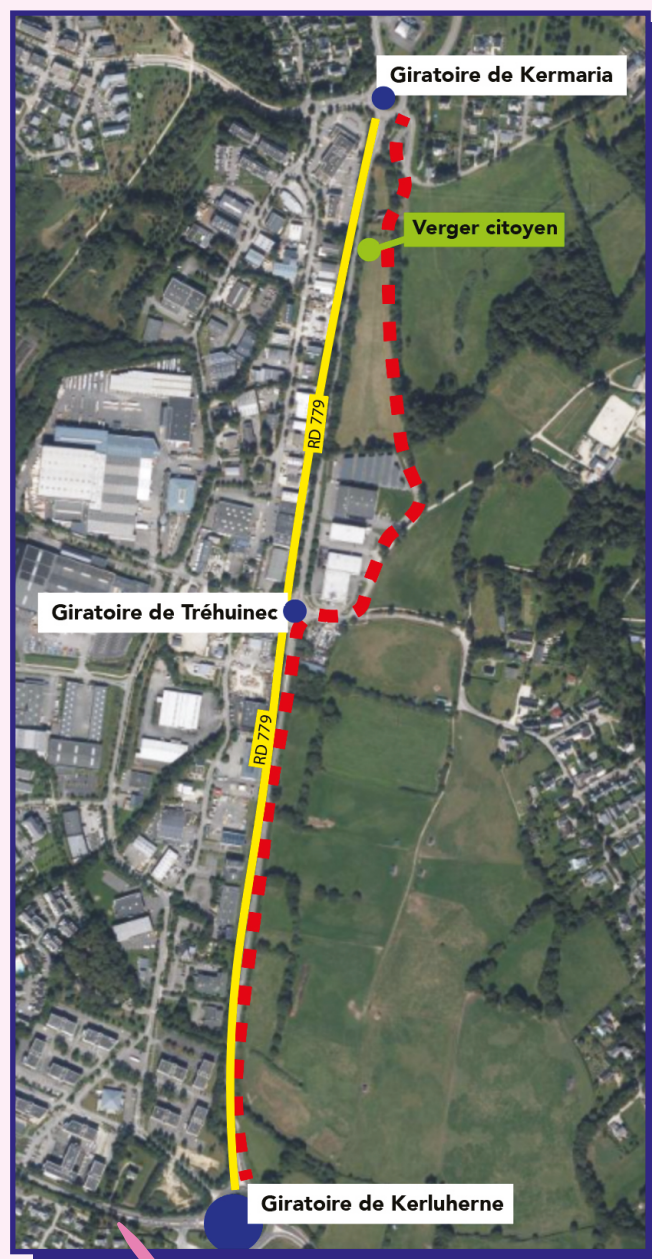 Giratoire de Kermaria
Verger citoyen
RD 779
Giratoire de Tréhuinec
RD 779
Giratoire de Kerluherne